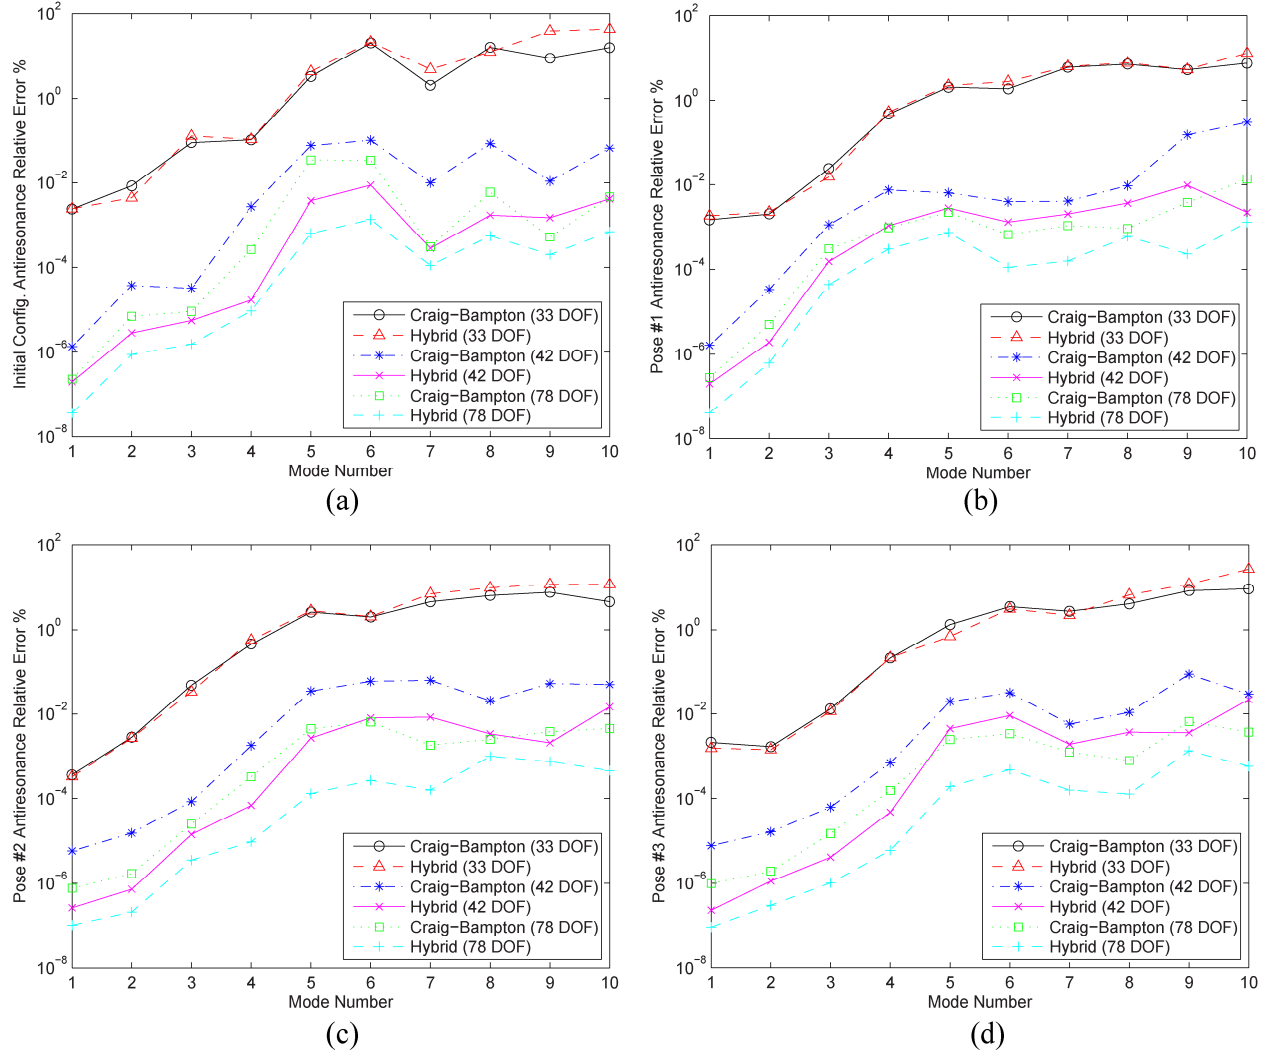 Initial Config. Antiresonance Relative Error %
10^2
10^0
10^-2
10^-4
10^-6
10^-8
Craig-Bampton (33 DOF)
Hybrid (33 DOF)
Craig-Bampton (42 DOF)
Hybrid (42 DOF)
Craig-Bampton (78 DOF)
Hybrid (78 DOF)
1 2 3 4 5 6 7 8 9 10
Mode Number
(a)
Pose #1 Antiresonance Relative Error %
10^2
10^0
10^-2
10^-4
10^-6
10^-8
Craig-Bampton (33 DOF)
Hybrid (33 DOF)
Craig-Bampton (42 DOF)
Hybrid (42 DOF)
Craig-Bampton (78 DOF)
Hybrid (78 DOF)
1 2 3 4 5 6 7 8 9 10
Mode Number
(b)
Pose #2 Antiresonance Relative Error %
10^2
10^0
10^-2
10^-4
10^-6
10^-8
Craig-Bampton (33 DOF)
Hybrid (33 DOF)
Craig-Bampton (42 DOF)
Hybrid (42 DOF)
Craig-Bampton (78 DOF)
Hybrid (78 DOF)
1 2 3 4 5 6 7 8 9 10
Mode Number
(c)
Pose #3 Antiresonance Relative Error %
10^2
10^0
10^-2
10^-4
10^-6
10^-8
Craig-Bampton (33 DOF)
Hybrid (33 DOF)
Craig-Bampton (42 DOF)
Hybrid (42 DOF)
Craig-Bampton (78 DOF)
Hybrid (78 DOF)
1 2 3 4 5 6 7 8 9 10
Mode Number
(d)